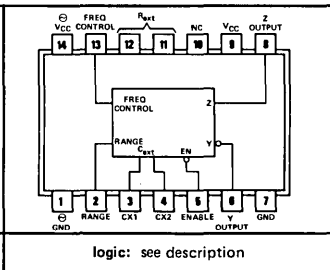 ⊖ FREQ Rext Z
VCC CONTROL NC VCC OUTPUT
14 13 12 11 10 9 8
FREQ
CONTROL Z
RANGE EN Y
Cext
1 2 3 4 5 6 7
⊖ RANGE CX1 CX2 ENABLE Y GND
GND OUTPUT
logic: see description